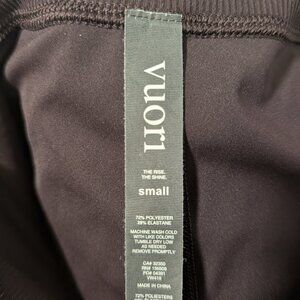 vuori
THE RISE.
THE SHINE.
small
72% POLYESTER
28% ELASTANE
MACHINE WASH COLD
WITH LIKE COLORS
TUMBLE DRY LOW
AS NEEDED
REMOVE PROMPTLY
MADE IN CHINA
72% POLYESTER